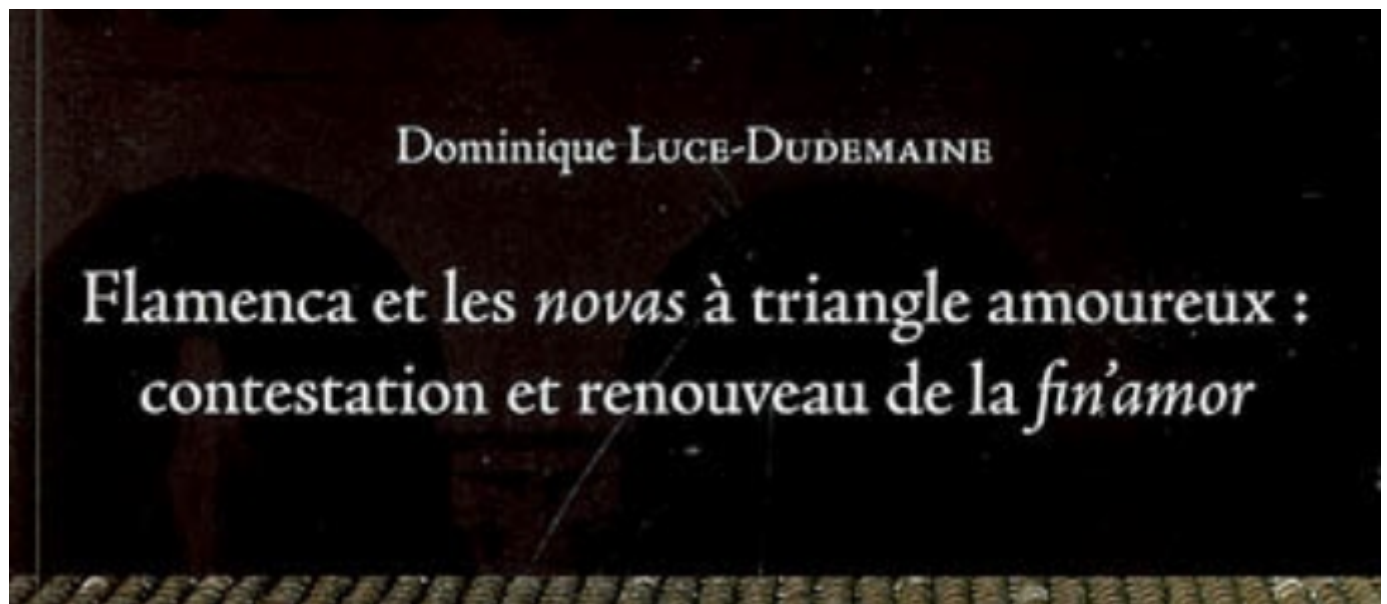 Dominique LUCE-DUDEMAINE
Flamenca et les novas à triangle amoureux :
contestation et renouveau de la fin'amor